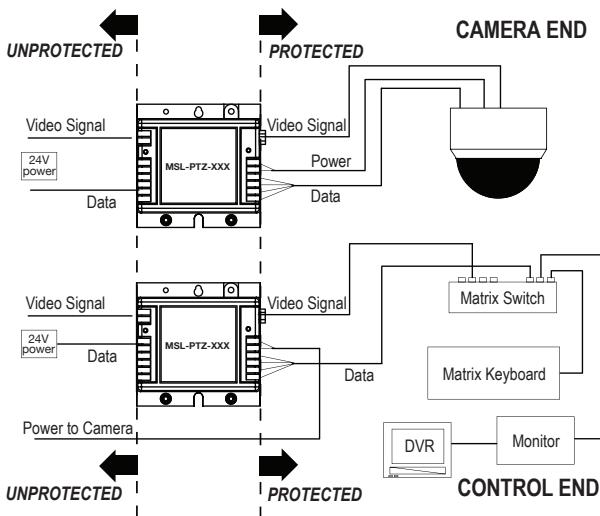 UNPROTECTED
PROTECTED
CAMERA END
Video Signal
24V
power
Data
MSL-PTZ-XXX
Video Signal
Power
Data
Video Signal
24V
power
Data
Power to Camera
MSL-PTZ-XXX
Video Signal
Data
Matrix Switch
Matrix Keyboard
DVR
Monitor
UNPROTECTED
PROTECTED
CONTROL END